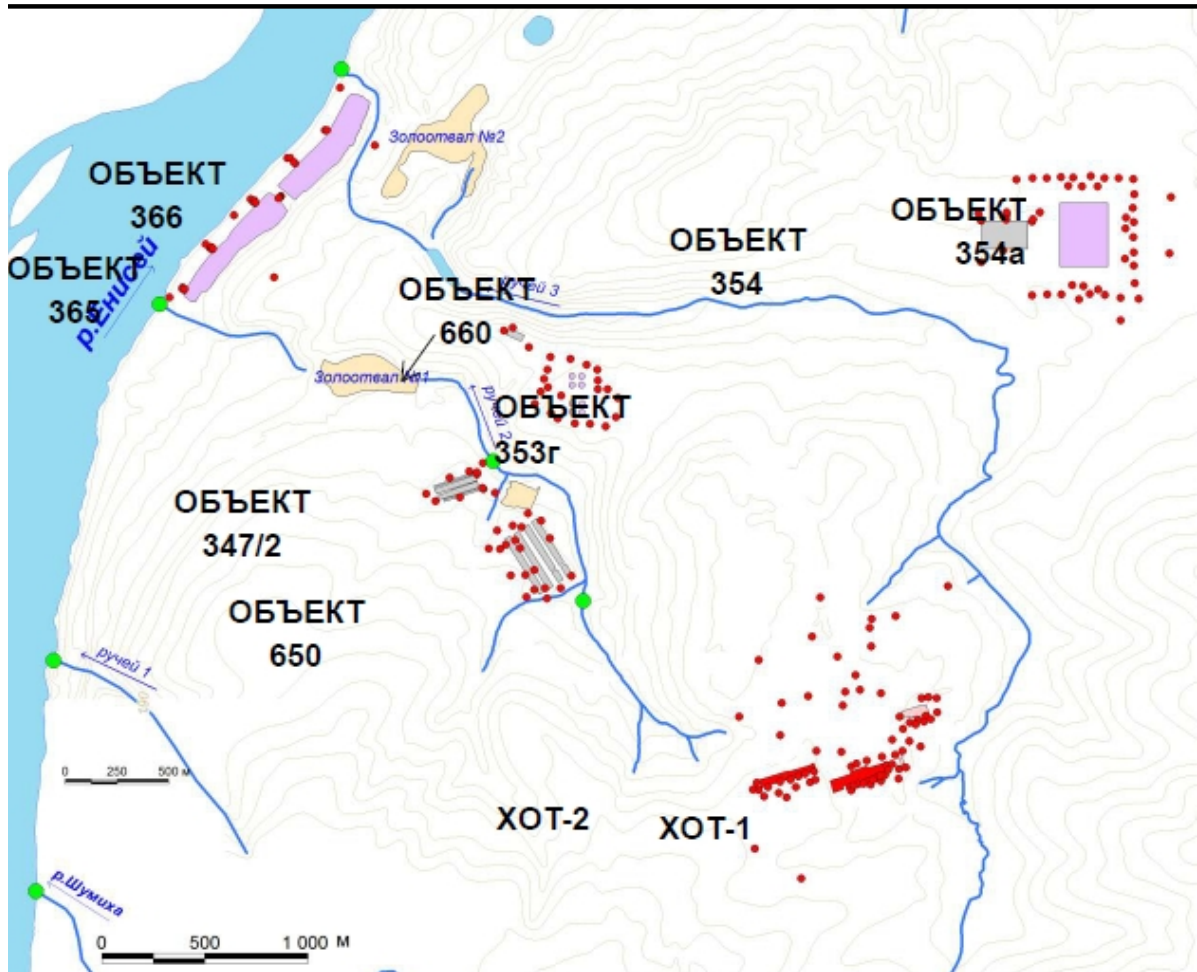 Золоотвал №2
ОБЪЕКТ
366
ОБЪЕКТ
354а
ОБЪЕКТ
354
ОБЪЕКТ
365
р.Енисей
ручей 3
ОБЪЕКТ
660
Золоотвал №1
ручей 2
ОБЪЕКТ
353г
ОБЪЕКТ
347/2
ОБЪЕКТ
650
ручей 1
190
0 250 500 м
ХОТ-2
ХОТ-1
р.Шумиха
0 500 1 000 м